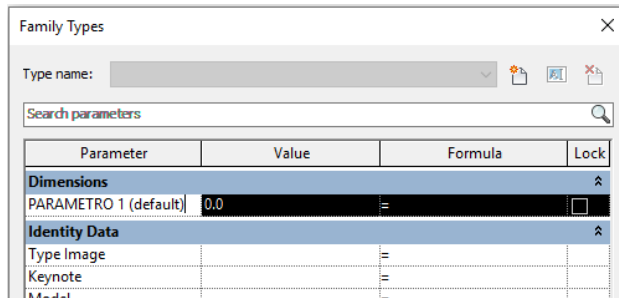 Family Types
Type name:
Search parameters
Parameter Value Formula Lock
Dimensions
PARAMETRO 1 (default) 0.0 =
Identity Data
Type Image =
Keynote =
Model =